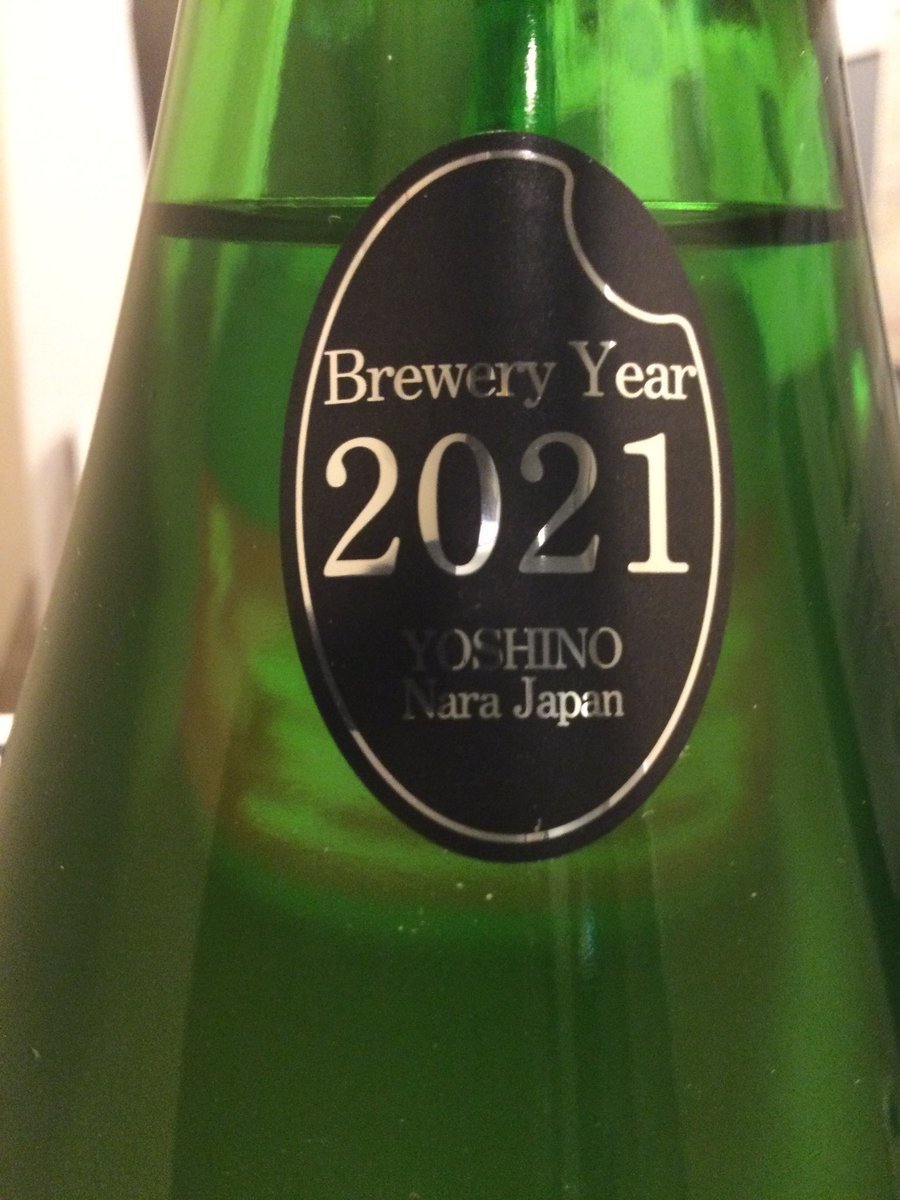 Brewery Year
2021
YOSHINO
Nara Japan